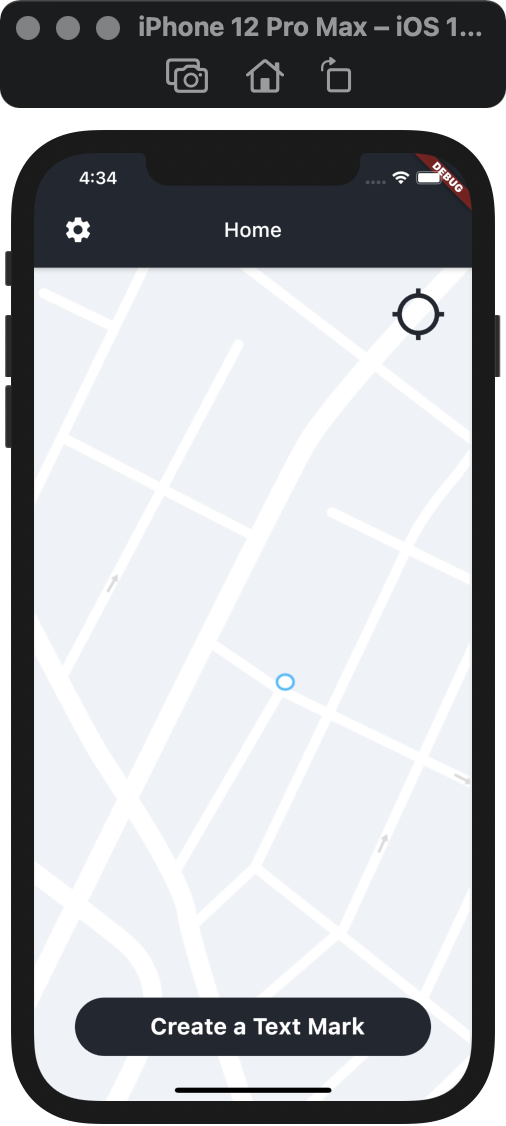 iPhone 12 Pro Max – iOS 1...
4:34
DEBUG
Home
Create a Text Mark